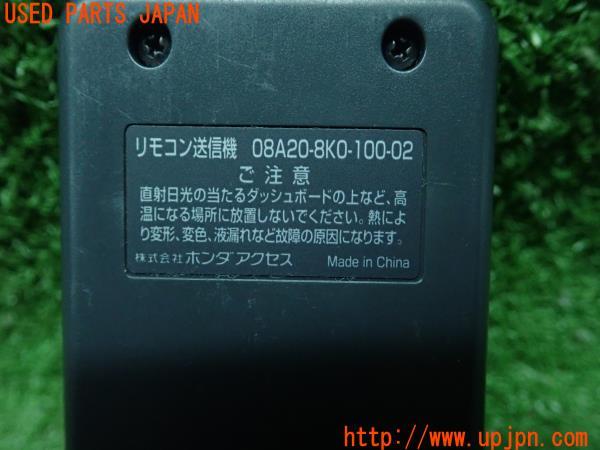 USED PARTS JAPAN
リモコン送信機 08A20-8K0-100-02
ご注意
直射日光の当たるダッシュボードの上など、高
温になる場所に放置しないでください。熱によ
り変形、変色、液漏れなど故障の原因になります。
株式会社 ホンダアクセス Made in China
http://www.upjpn.com/